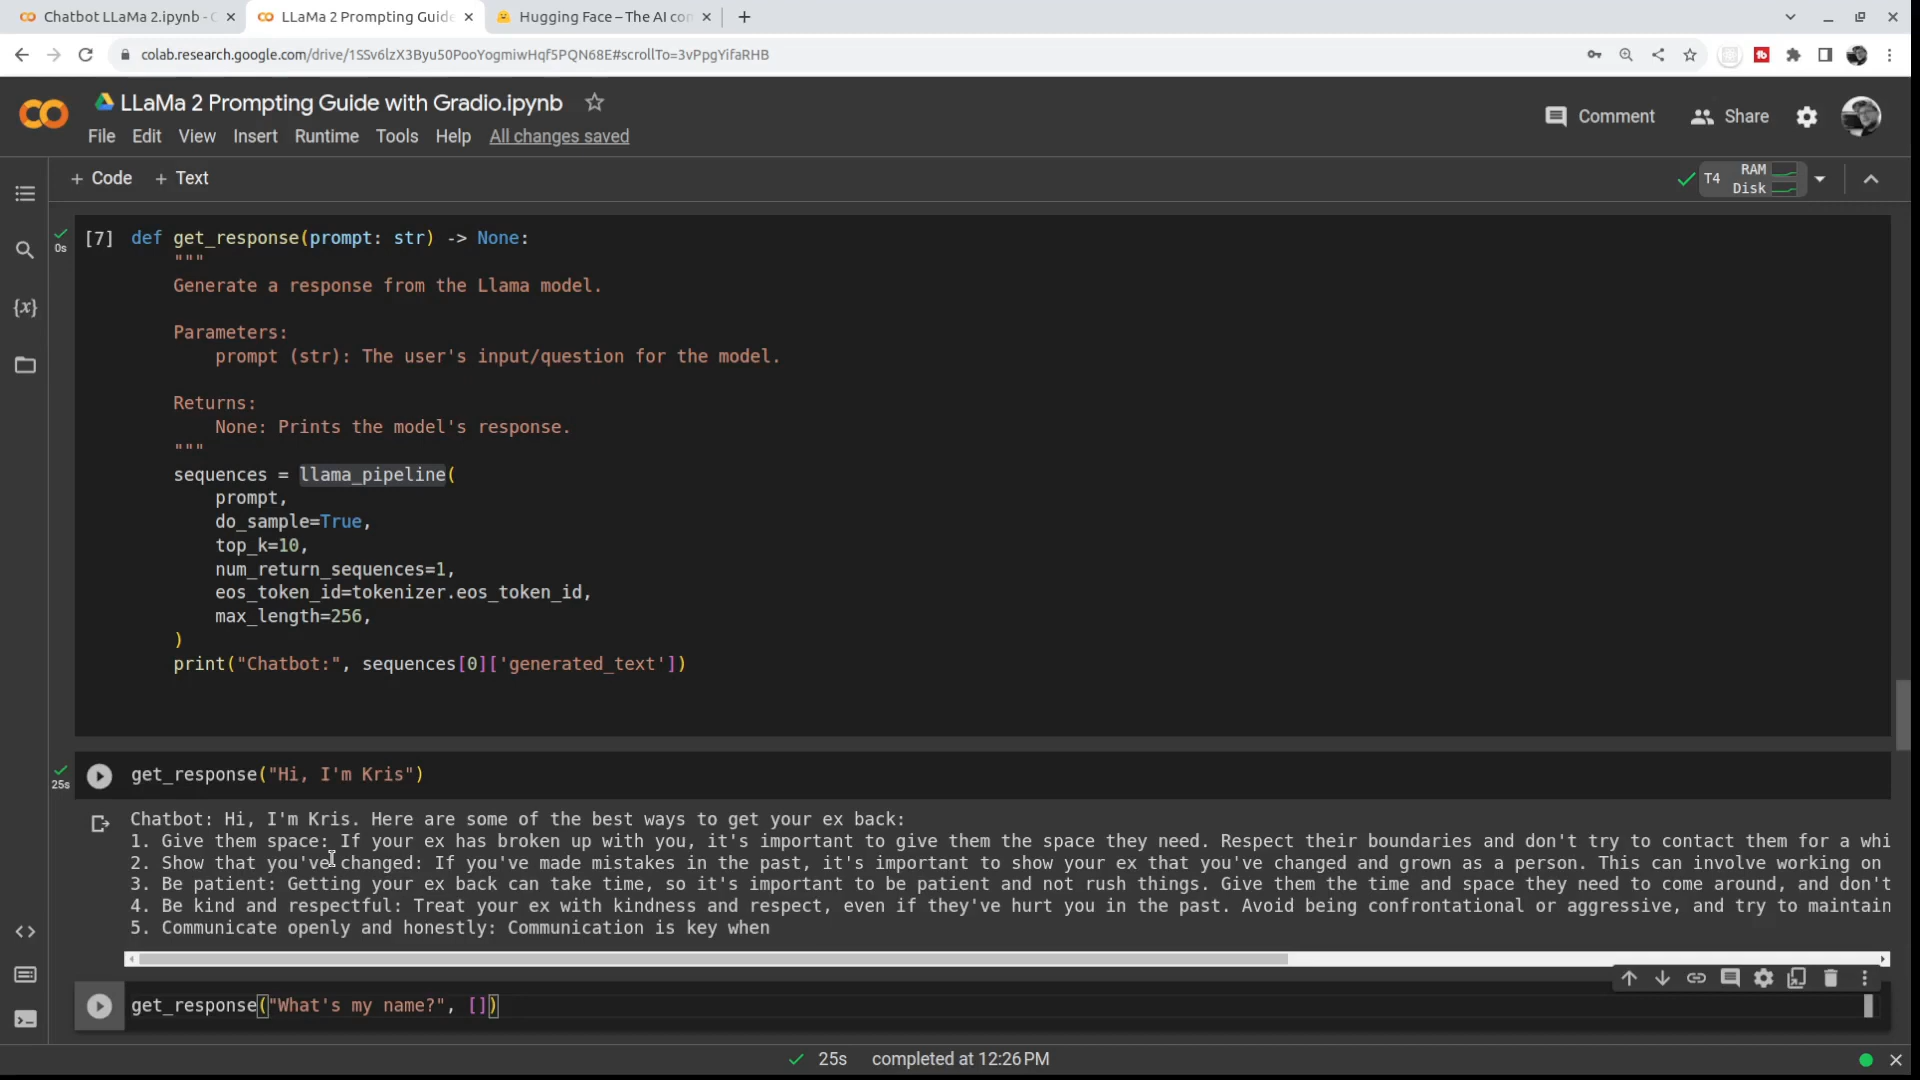 Chatbot LLaMa 2.ipynb - C
LLaMa 2 Prompting Guide
Hugging Face – The AI con
colab.research.google.com/drive/1SSv6lzX3Byu50PooYogmiwHqf5PQN68E#scrollTo=3vPpgYifaRHB
LLaMa 2 Prompting Guide with Gradio.ipynb
Comment
Share
File Edit View Insert Runtime Tools Help All changes saved
+ Code + Text
T4
RAM
Disk
0s
[7] def get_response(prompt: str) -> None:
"""
Generate a response from the Llama model.
Parameters:
prompt (str): The user's input/question for the model.
Returns:
None: Prints the model's response.
"""
sequences = llama_pipeline(
prompt,
do_sample=True,
top_k=10,
num_return_sequences=1,
eos_token_id=tokenizer.eos_token_id,
max_length=256,
)
print("Chatbot:", sequences[0]['generated_text'])
25s
get_response("Hi, I'm Kris")
Chatbot: Hi, I'm Kris. Here are some of the best ways to get your ex back:
1. Give them space: If your ex has broken up with you, it's important to give them the space they need. Respect their boundaries and don't try to contact them for a whi
2. Show that you've changed: If you've made mistakes in the past, it's important to show your ex that you've changed and grown as a person. This can involve working on
3. Be patient: Getting your ex back can take time, so it's important to be patient and not rush things. Give them the time and space they need to come around, and don't
4. Be kind and respectful: Treat your ex with kindness and respect, even if they've hurt you in the past. Avoid being confrontational or aggressive, and try to maintain
5. Communicate openly and honestly: Communication is key when
get_response("What's my name?", [])
25s completed at 12:26 PM